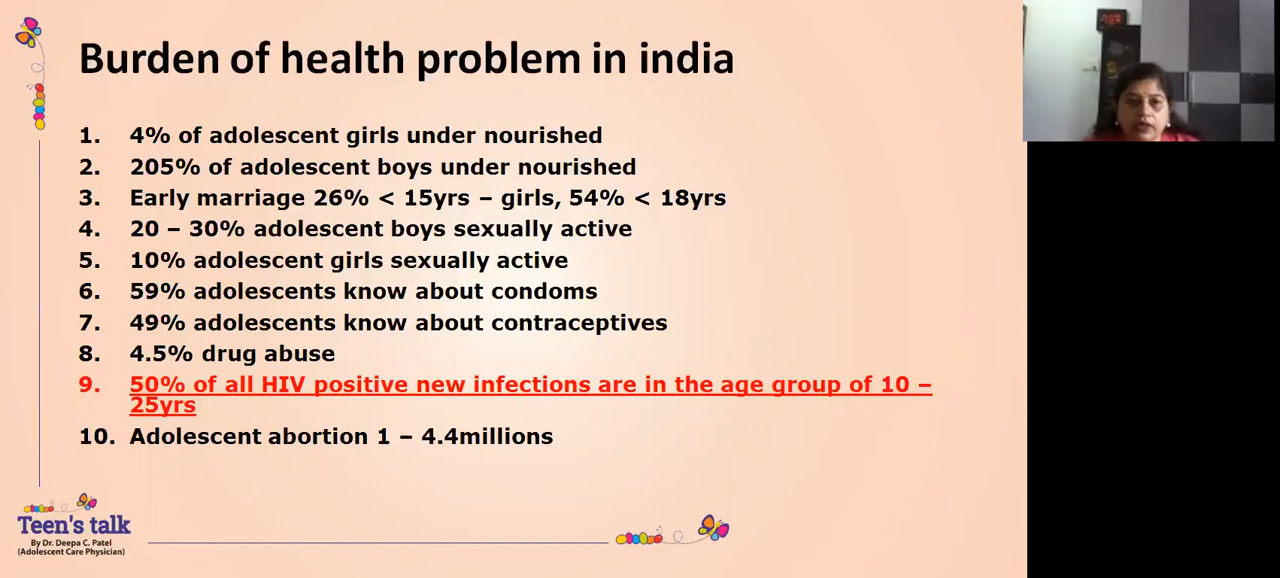 Burden of health problem in india
1. 4% of adolescent girls under nourished
2. 205% of adolescent boys under nourished
3. Early marriage 26% < 15yrs – girls, 54% < 18yrs
4. 20 – 30% adolescent boys sexually active
5. 10% adolescent girls sexually active
6. 59% adolescents know about condoms
7. 49% adolescents know about contraceptives
8. 4.5% drug abuse
9. 50% of all HIV positive new infections are in the age group of 10 –
25yrs
10. Adolescent abortion 1 – 4.4millions
Teen's talk
By Dr. Deepa C. Patel
(Adolescent Care Physician)